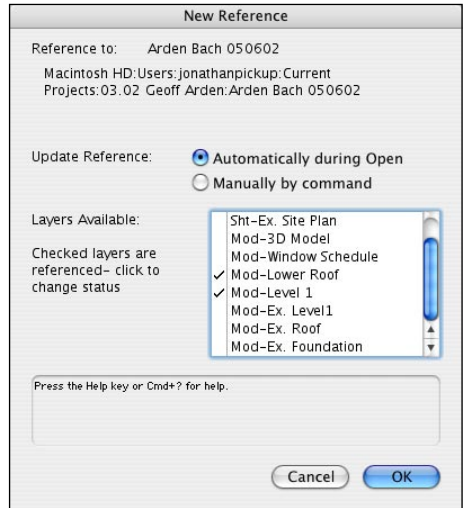 New Reference
Reference to: Arden Bach 050602
Macintosh HD:Users:jonathanpickup:Current
Projects:03.02 Geoff Arden:Arden Bach 050602
Update Reference: Automatically during Open
Manually by command
Layers Available:
Checked layers are
referenced- click to
change status
Sht-Ex. Site Plan
Mod-3D Model
Mod-Window Schedule
✓ Mod-Lower Roof
✓ Mod-Level 1
Mod-Ex. Level1
Mod-Ex. Roof
Mod-Ex. Foundation
Press the Help key or Cmd+? for help.
Cancel OK